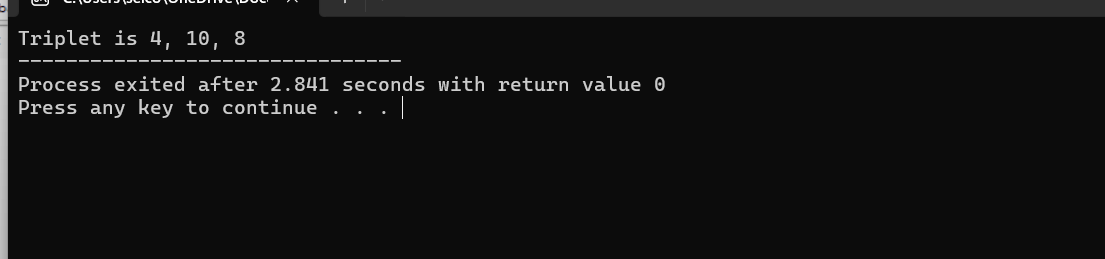 Triplet is 4, 10, 8
--------------------------------
Process exited after 2.841 seconds with return value 0
Press any key to continue . . .